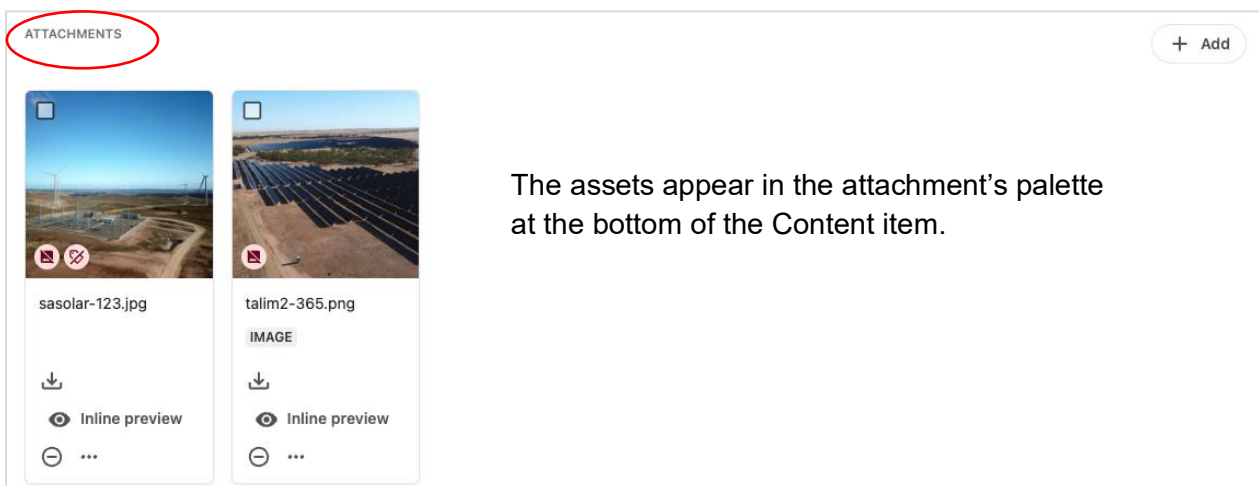 ATTACHMENTS
+ Add
The assets appear in the attachment’s palette
at the bottom of the Content item.
sasolar-123.jpg
talim2-365.png
IMAGE
Inline preview
Inline preview